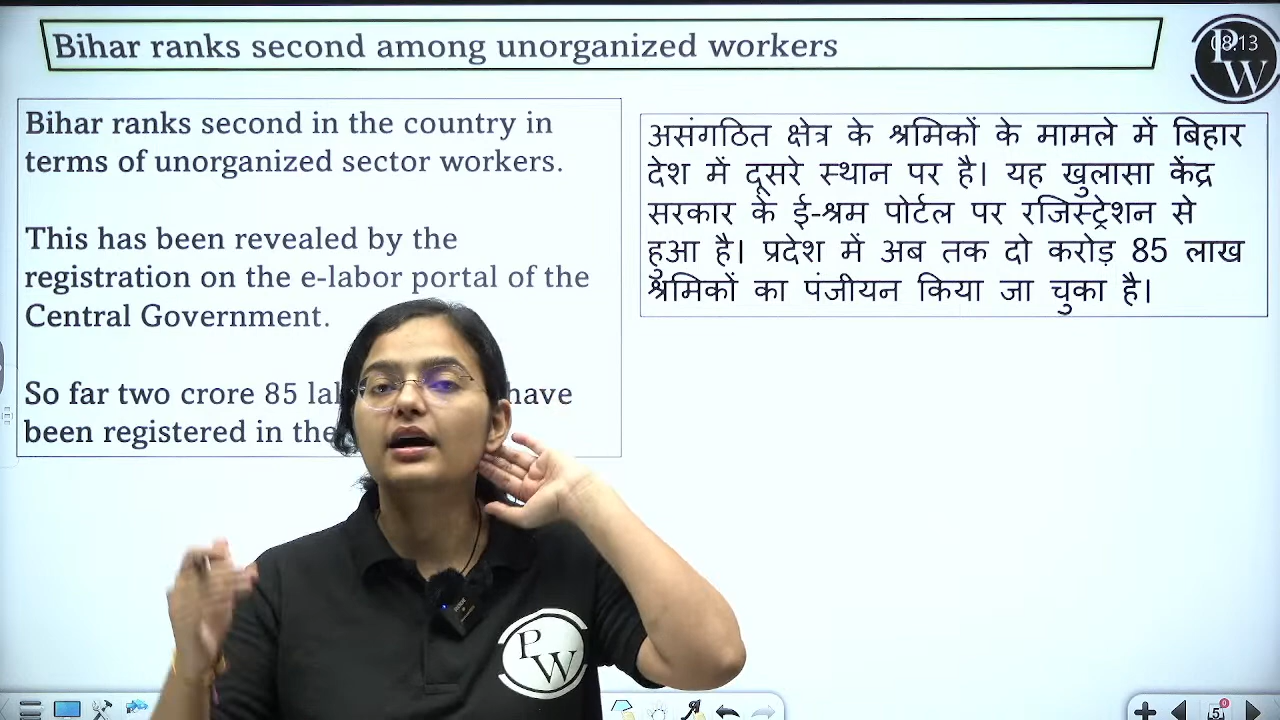 Bihar ranks second among unorganized workers
08:13
PW
Bihar ranks second in the country in
terms of unorganized sector workers.
This has been revealed by the
registration on the e-labor portal of the
Central Government.
So far two crore 85 have
been registered in the
असंगठित क्षेत्र के श्रमिकों के मामले में बिहार
देश में दूसरे स्थान पर है। यह खुलासा केंद्र
सरकार के ई-श्रम पोर्टल पर रजिस्ट्रेशन से
हुआ है। प्रदेश में अब तक दो करोड़ 85 लाख
श्रमिकों का पंजीयन किया जा चुका है।
PW
5